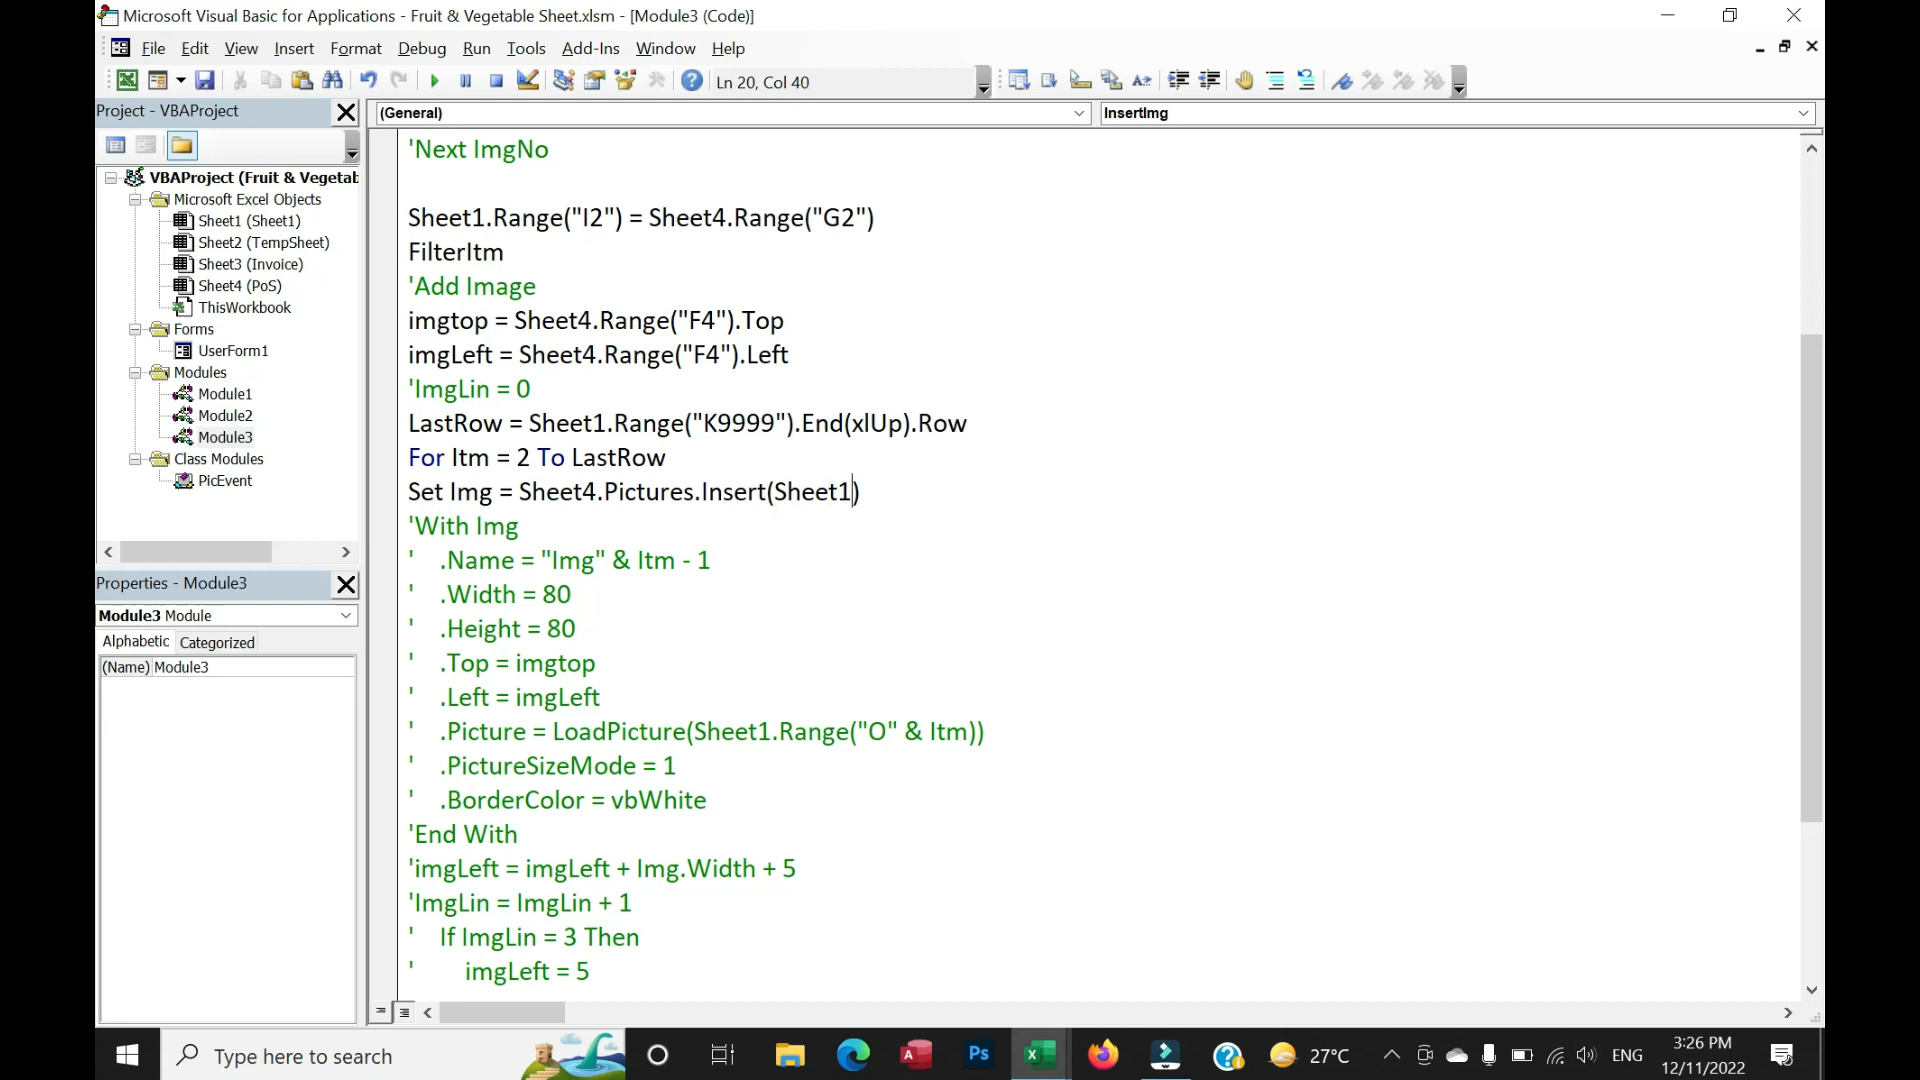 Microsoft Visual Basic for Applications - Fruit & Vegetable Sheet.xlsm - [Module3 (Code)]
File Edit View Insert Format Debug Run Tools Add-Ins Window Help
Ln 20, Col 40
Project - VBAProject
VBAProject (Fruit & Vegetab
Microsoft Excel Objects
Sheet1 (Sheet1)
Sheet2 (TempSheet)
Sheet3 (Invoice)
Sheet4 (PoS)
ThisWorkbook
Forms
UserForm1
Modules
Module1
Module2
Module3
Class Modules
PicEvent
Properties - Module3
Module3 Module
Alphabetic Categorized
(Name) Module3
(General) InsertImg
'Next ImgNo
Sheet1.Range("I2") = Sheet4.Range("G2")
FilterItm
'Add Image
imgtop = Sheet4.Range("F4").Top
imgLeft = Sheet4.Range("F4").Left
'ImgLin = 0
LastRow = Sheet1.Range("K9999").End(xlUp).Row
For Itm = 2 To LastRow
Set Img = Sheet4.Pictures.Insert(Sheet1)
'With Img
' .Name = "Img" & Itm - 1
' .Width = 80
' .Height = 80
' .Top = imgtop
' .Left = imgLeft
' .Picture = LoadPicture(Sheet1.Range("O" & Itm))
' .PictureSizeMode = 1
' .BorderColor = vbWhite
'End With
'imgLeft = imgLeft + Img.Width + 5
'ImgLin = ImgLin + 1
' If ImgLin = 3 Then
' imgLeft = 5
Type here to search
Ps
27°C
ENG
3:26 PM
12/11/2022